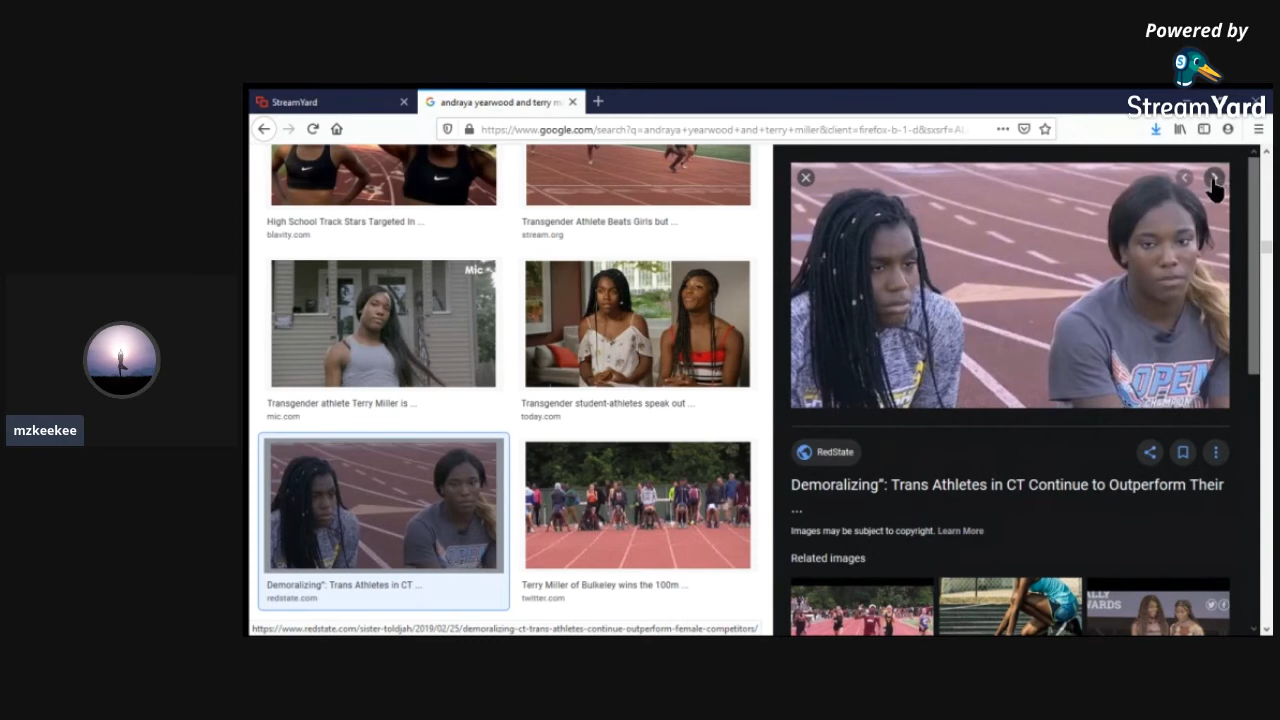 Powered by
StreamYard
StreamYard
andraya yearwood and terry m
https://www.google.com/search?q=andraya+yearwood+and+terry+miller&client=firefox-b-1-d&sxsrf=AL
High School Track Stars Targeted In ...
blavity.com
Transgender Athlete Beats Girls but ...
stream.org
Mic
Transgender athlete Terry Miller is ...
mic.com
Transgender student-athletes speak out ...
today.com
Demoralizing": Trans Athletes in CT ...
redstate.com
Terry Miller of Bulkeley wins the 100m ...
twitter.com
https://www.redstate.com/sister-toldjah/2019/02/25/demoralizing-ct-trans-athletes-continue-outperform-female-competitors/
OPEN
CHAMPION
RedState
Demoralizing": Trans Athletes in CT Continue to Outperform Their
...
Images may be subject to copyright. Learn More
Related images
ALLY
WARDS
mzkeekee